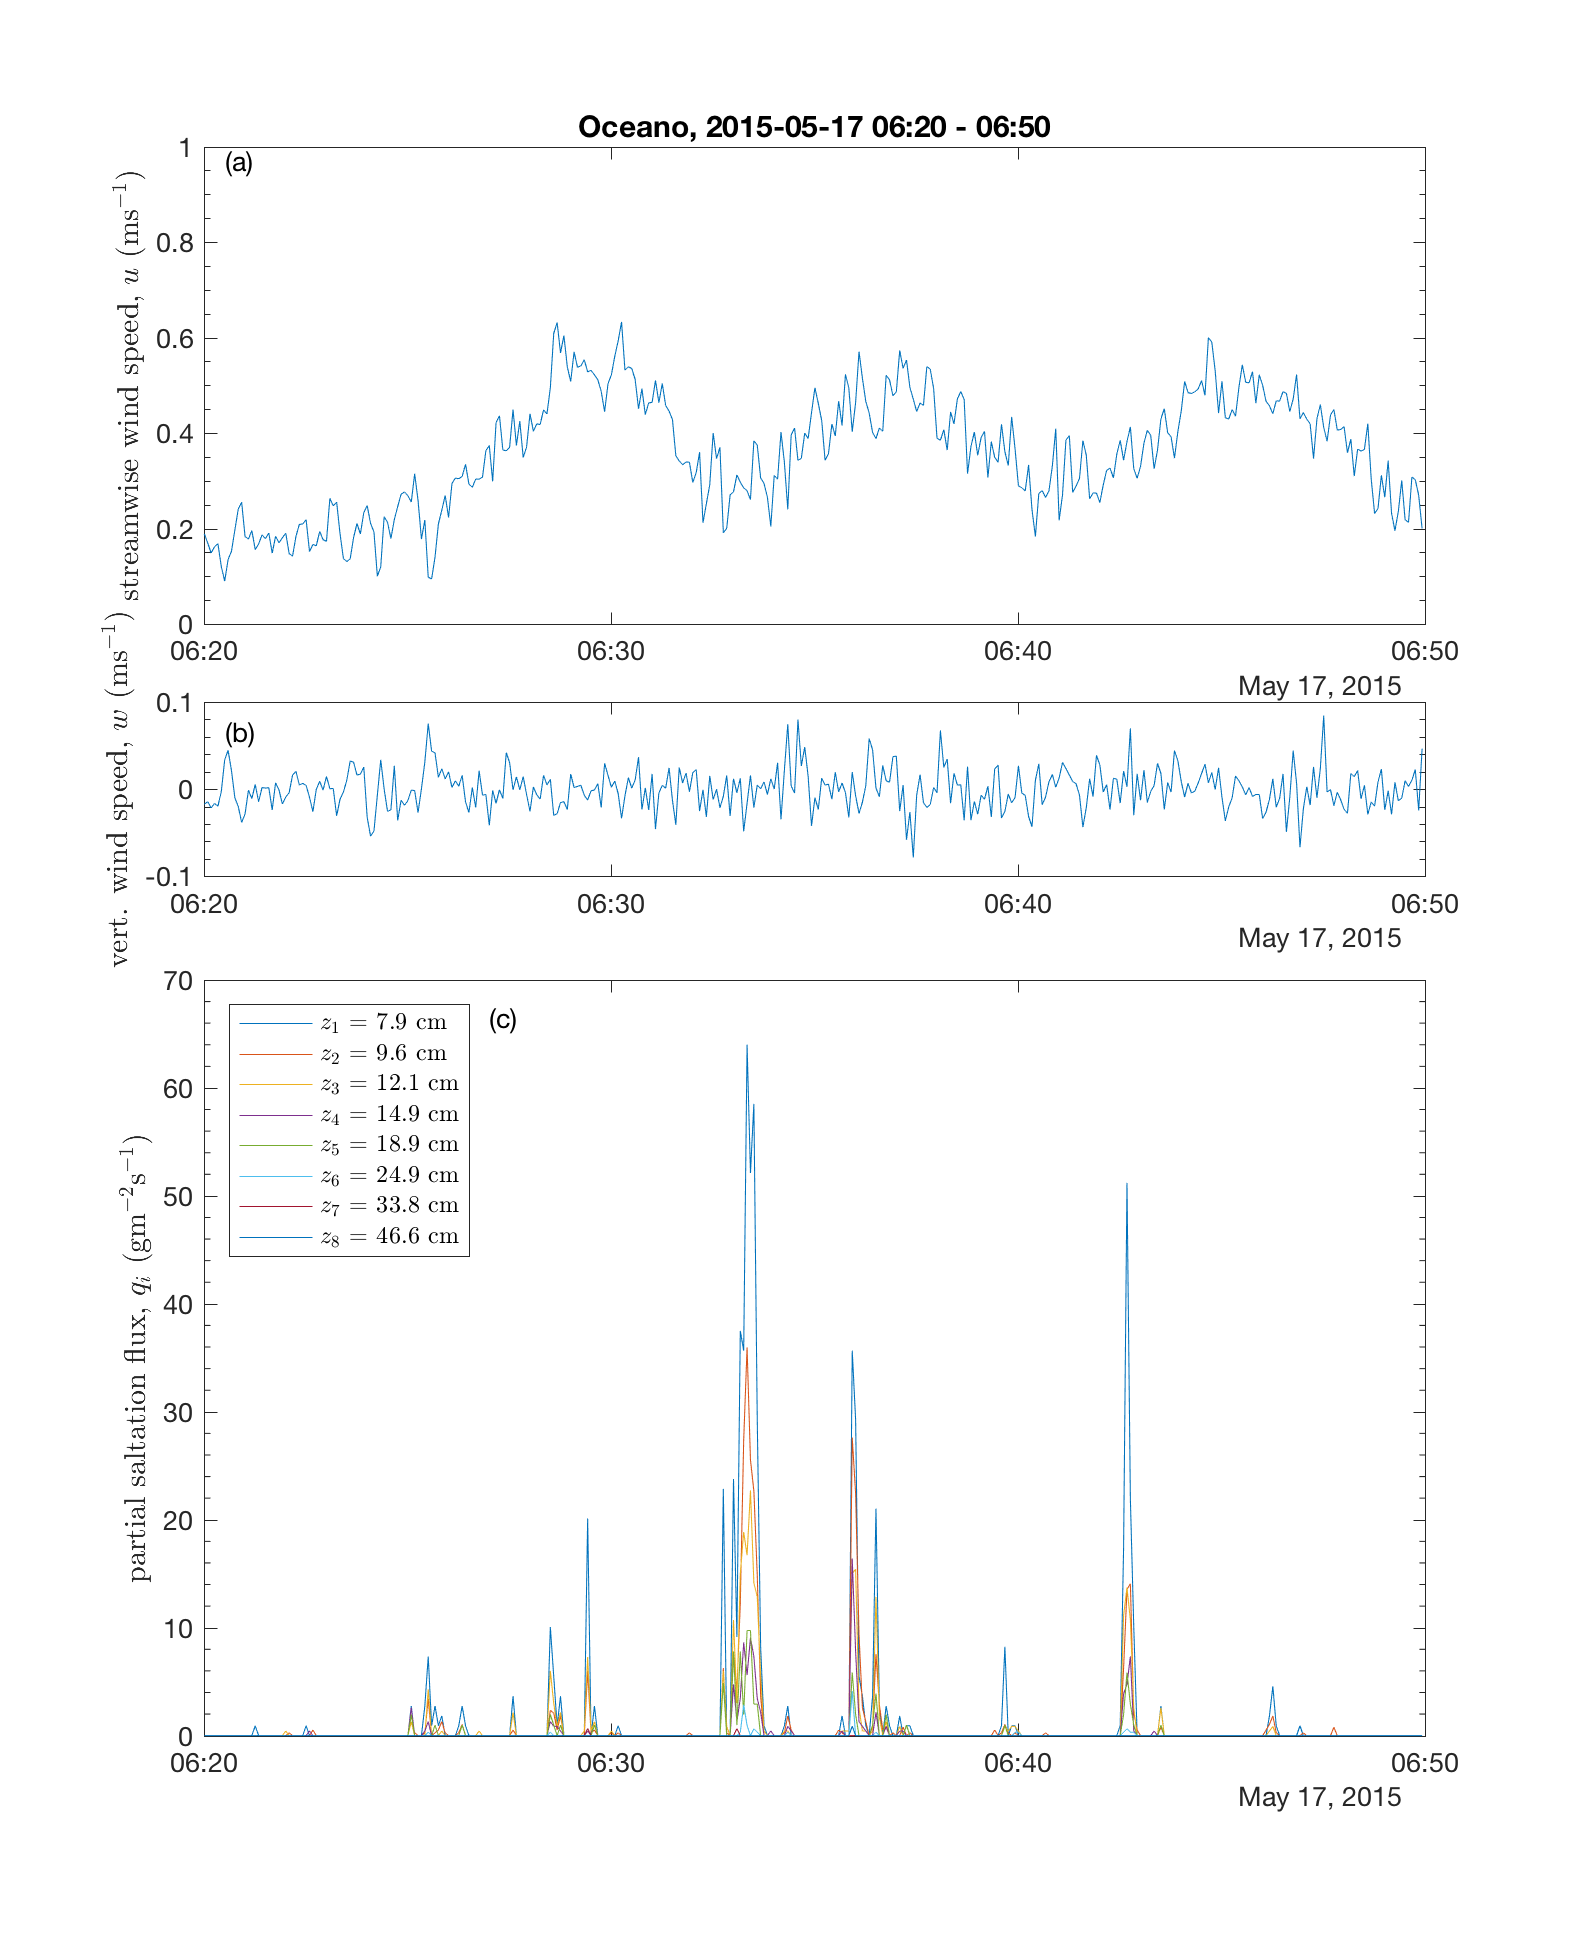 Oceano, 2015-05-17 06:20 - 06:50
(a)
streamwise wind speed, u (ms⁻¹)
1
0.8
0.6
0.4
0.2
0
06:20 06:30 06:40 06:50
May 17, 2015
(b)
vert. wind speed, w (ms⁻¹)
0.1
0
-0.1
06:20 06:30 06:40 06:50
May 17, 2015
(c)
partial saltation flux, qᵢ (gm⁻²s⁻¹)
70
60
50
40
30
20
10
0
z₁ = 7.9 cm
z₂ = 9.6 cm
z₃ = 12.1 cm
z₄ = 14.9 cm
z₅ = 18.9 cm
z₆ = 24.9 cm
z₇ = 33.8 cm
z₈ = 46.6 cm
06:20 06:30 06:40 06:50
May 17, 2015